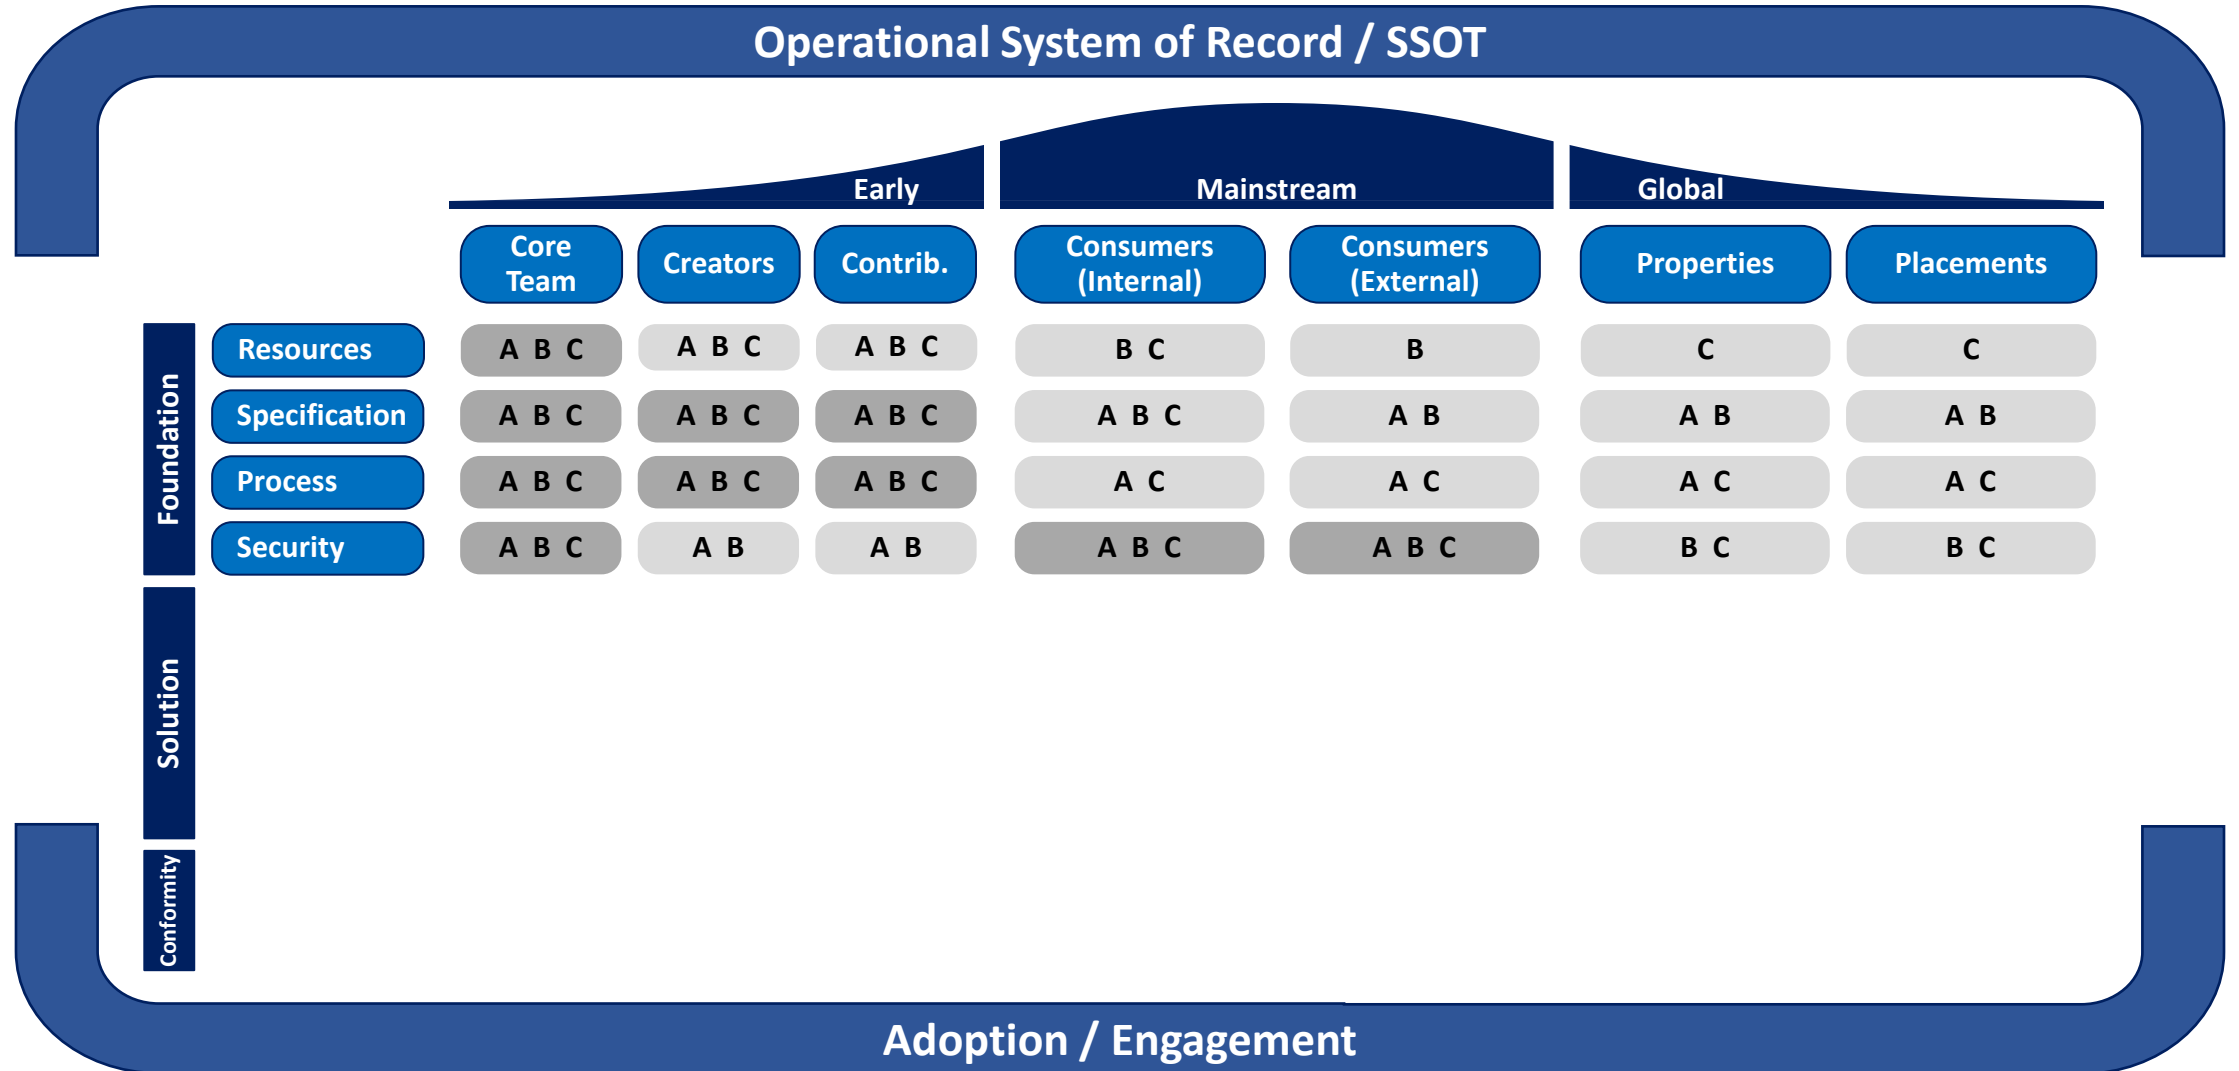 Operational System of Record / SSOT
Early Mainstream Global
Core Team Creators Contrib. Consumers (Internal) Consumers (External) Properties Placements
Foundation
Resources A B C A B C A B C B C B C C
Specification A B C A B C A B C A B C A B A B A B
Process A B C A B C A B C A C A C A C A C
Security A B C A B A B A B C A B C B C B C
Solution
Conformity
Adoption / Engagement